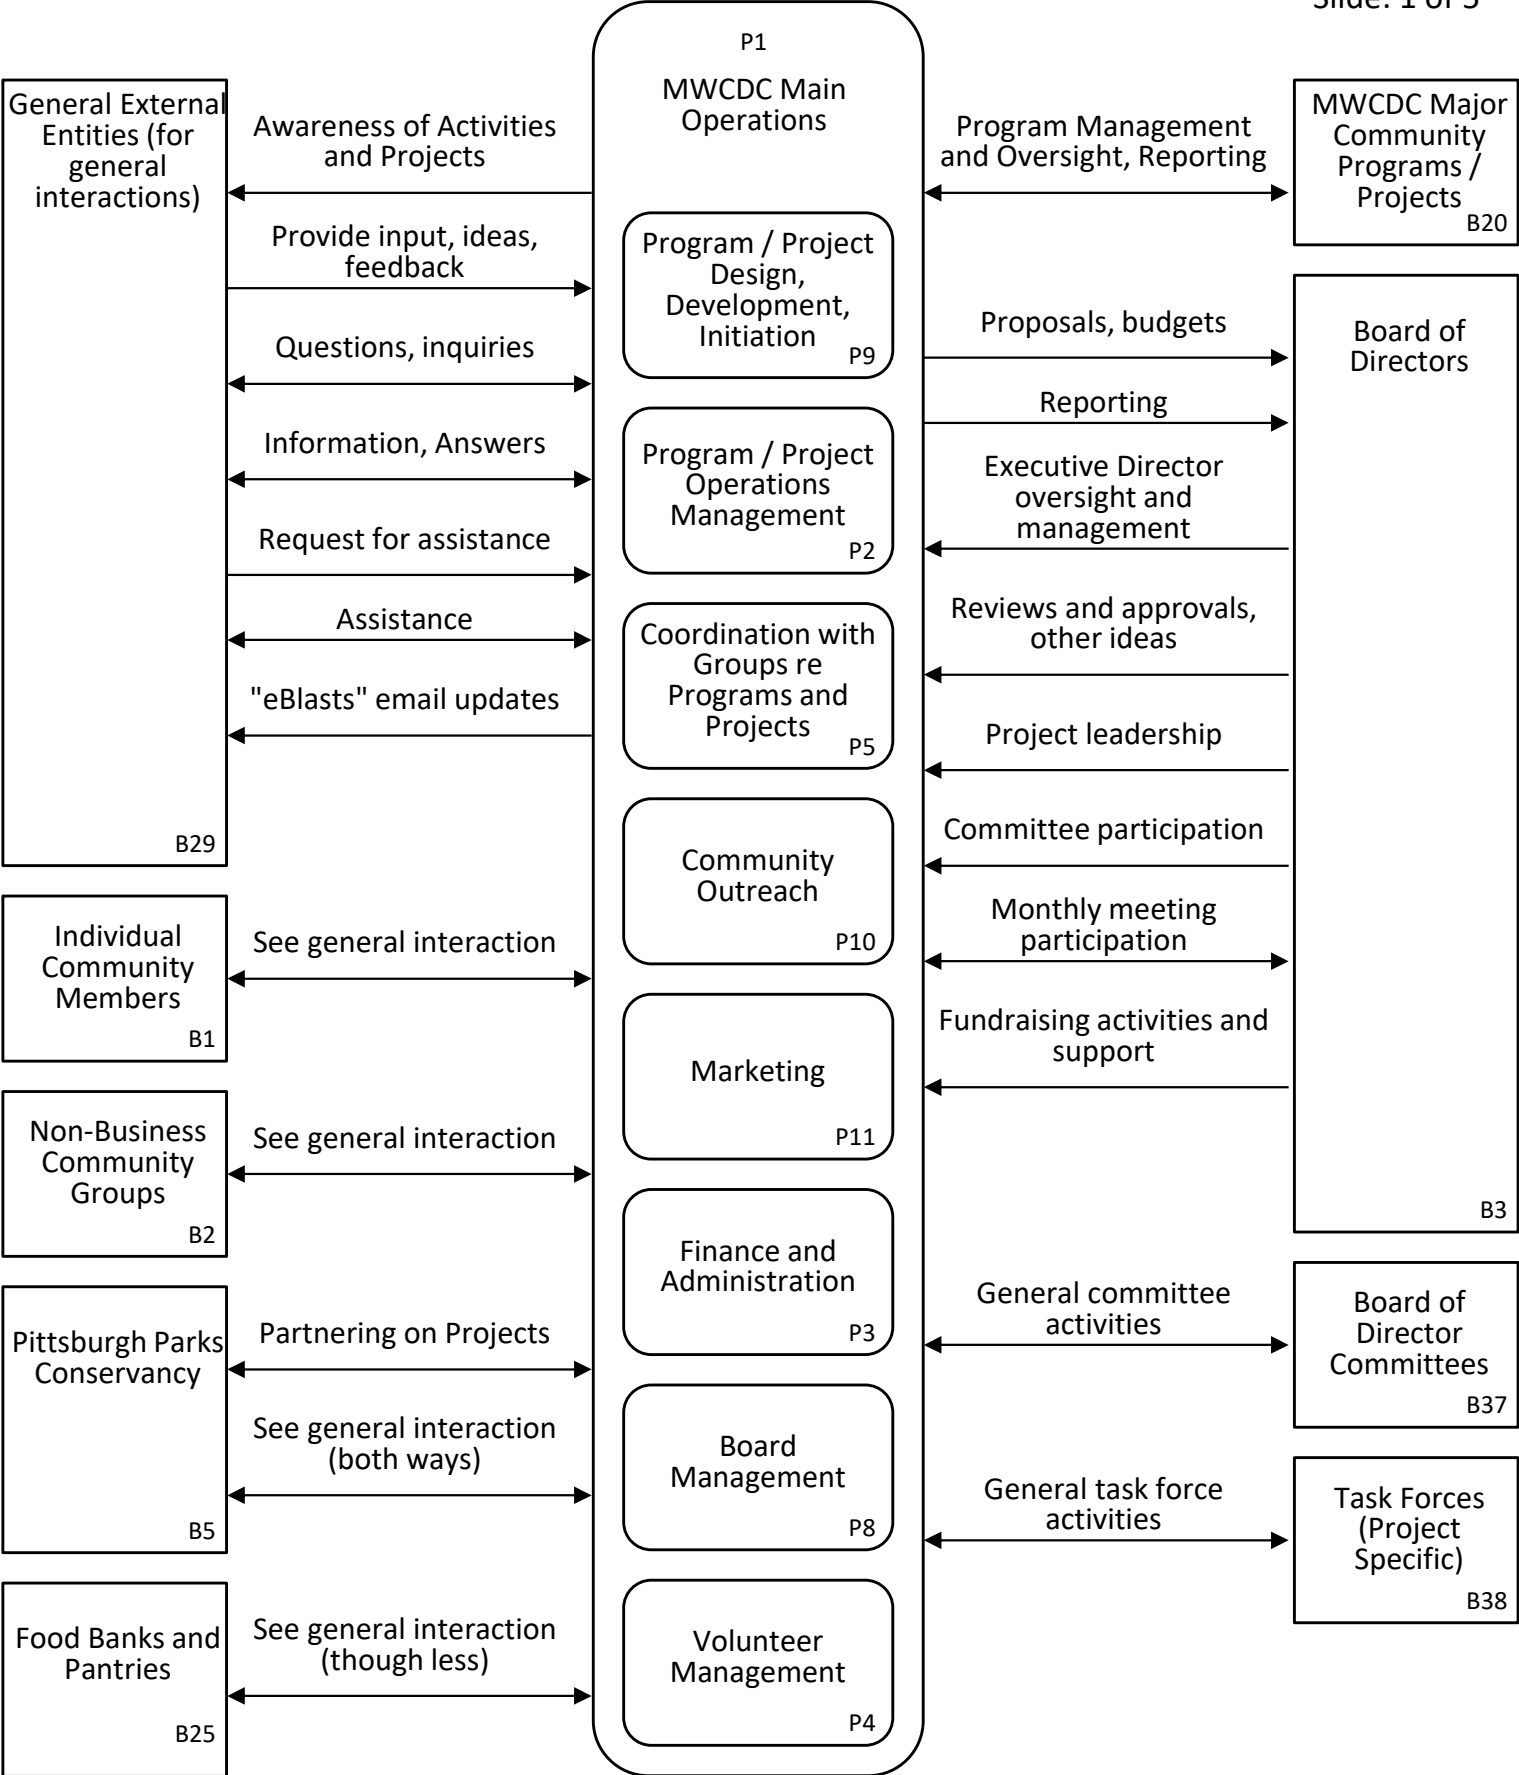 Slide: 1 of 5
P1
MWCDC Main
Operations
General External
Entities (for
general
interactions)
B29
Awareness of Activities
and Projects
Provide input, ideas,
feedback
Questions, inquiries
Information, Answers
Request for assistance
Assistance
"eBlasts" email updates
Individual
Community
Members
B1
See general interaction
Non-Business
Community
Groups
B2
See general interaction
Pittsburgh Parks
Conservancy
B5
Partnering on Projects
See general interaction
(both ways)
Food Banks and
Pantries
B25
See general interaction
(though less)
Program / Project
Design,
Development,
Initiation
P9
Program / Project
Operations
Management
P2
Coordination with
Groups re
Programs and
Projects
P5
Community
Outreach
P10
Marketing
P11
Finance and
Administration
P3
Board
Management
P8
Volunteer
Management
P4
Program Management
and Oversight, Reporting
MWCDC Major
Community
Programs /
Projects
B20
Proposals, budgets
Reporting
Executive Director
oversight and
management
Reviews and approvals,
other ideas
Project leadership
Committee participation
Monthly meeting
participation
Fundraising activities and
support
Board of
Directors
B3
General committee
activities
Board of
Director
Committees
B37
General task force
activities
Task Forces
(Project
Specific)
B38